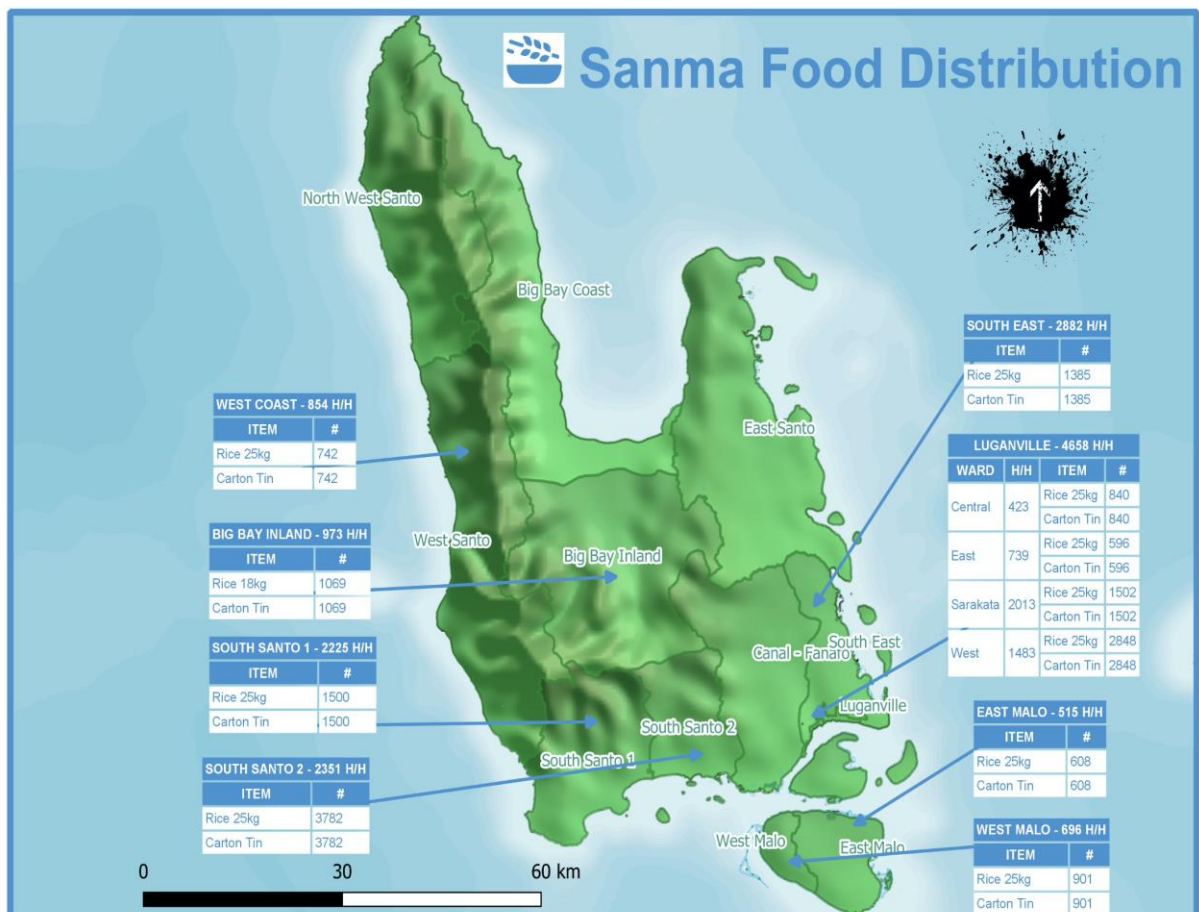 Sanma Food Distribution
North West Santo
Big Bay Coast
East Santo
West Santo
Big Bay Inland
Canal - Fanafo
South East
Luganville
South Santo 2
South Santo 1
West Malo
East Malo
WEST COAST - 854 H/H
ITEM #
Rice 25kg 742
Carton Tin 742
BIG BAY INLAND - 973 H/H
ITEM #
Rice 18kg 1069
Carton Tin 1069
SOUTH SANTO 1 - 2225 H/H
ITEM #
Rice 25kg 1500
Carton Tin 1500
SOUTH SANTO 2 - 2351 H/H
ITEM #
Rice 25kg 3782
Carton Tin 3782
SOUTH EAST - 2882 H/H
ITEM #
Rice 25kg 1385
Carton Tin 1385
LUGANVILLE - 4658 H/H
WARD H/H ITEM #
Central 423 Rice 25kg 840
Carton Tin 840
East 739 Rice 25kg 596
Carton Tin 596
Sarakata 2013 Rice 25kg 1502
Carton Tin 1502
West 1483 Rice 25kg 2848
Carton Tin 2848
EAST MALO - 515 H/H
ITEM #
Rice 25kg 608
Carton Tin 608
WEST MALO - 696 H/H
ITEM #
Rice 25kg 901
Carton Tin 901
0 30 60 km